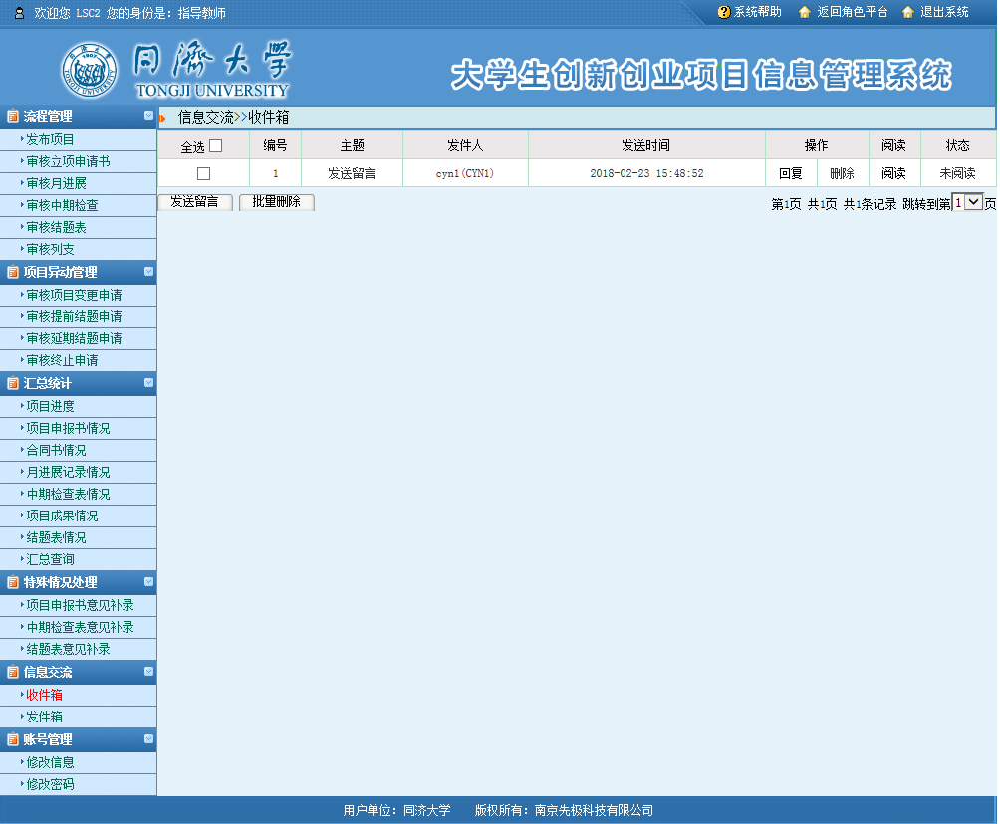 欢迎您 LSC2 您的身份是：指导教师
系统帮助 返回角色平台 退出系统
同济大学
TONGJI UNIVERSITY
大学生创新创业项目信息管理系统
流程管理
发布项目
审核立项申请书
审核月进展
审核中期检查
审核结题表
审核列支
项目异动管理
审核项目变更申请
审核提前结题申请
审核延期结题申请
审核终止申请
汇总统计
项目进度
项目申报书情况
合同书情况
月进展记录情况
中期检查表情况
项目成果情况
结题表情况
汇总查询
特殊情况处理
项目申报书意见补录
中期检查表意见补录
结题表意见补录
信息交流
收件箱
发件箱
账号管理
修改信息
修改密码
信息交流>>收件箱
全选 编号 主题 发件人 发送时间 操作 阅读 状态
1 发送留言 cyn1(CYN1) 2018-02-23 15:48:52 回复 删除 阅读 未阅读
发送留言 批量删除 第1页 共1页 共1条记录 跳转到第1页
用户单位：同济大学 版权所有：南京先极科技有限公司